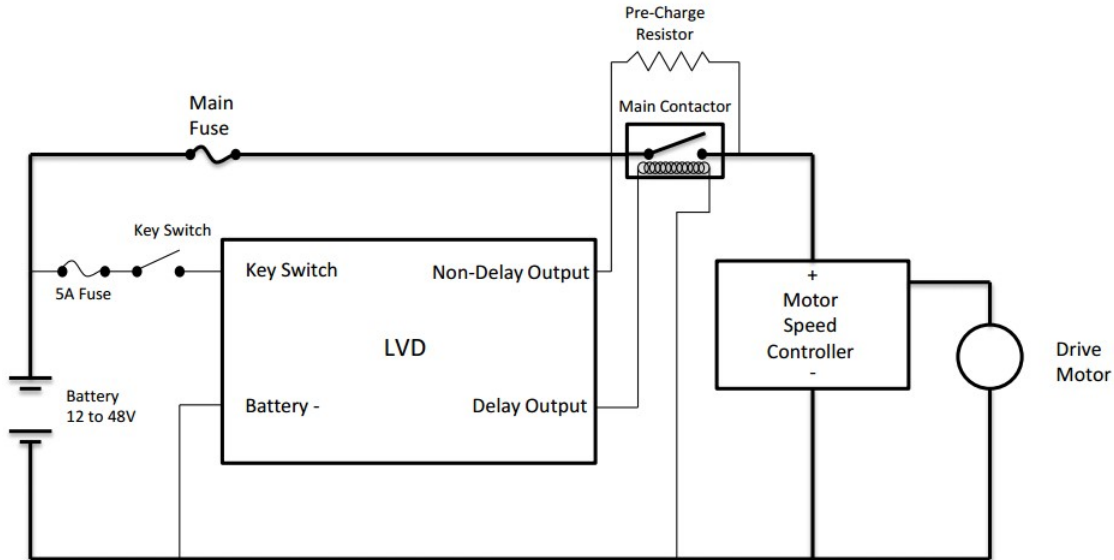 Pre-Charge
Resistor
Main Contactor
Main
Fuse
Key Switch
5A Fuse
Key Switch
Non-Delay Output
LVD
Battery -
Delay Output
Battery
12 to 48V
+
Motor
Speed
Controller
-
Drive
Motor